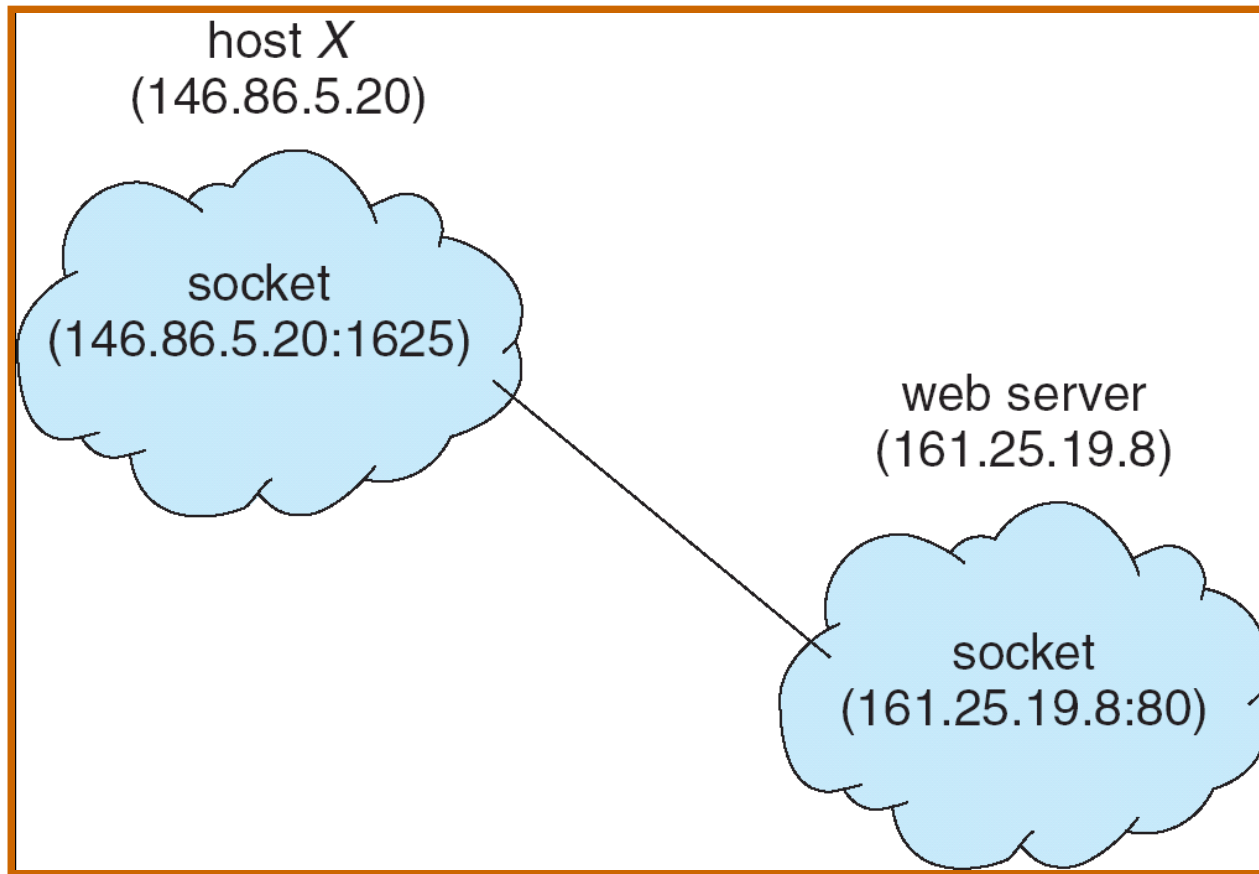 host X
(146.86.5.20)
socket
(146.86.5.20:1625)
web server
(161.25.19.8)
socket
(161.25.19.8:80)